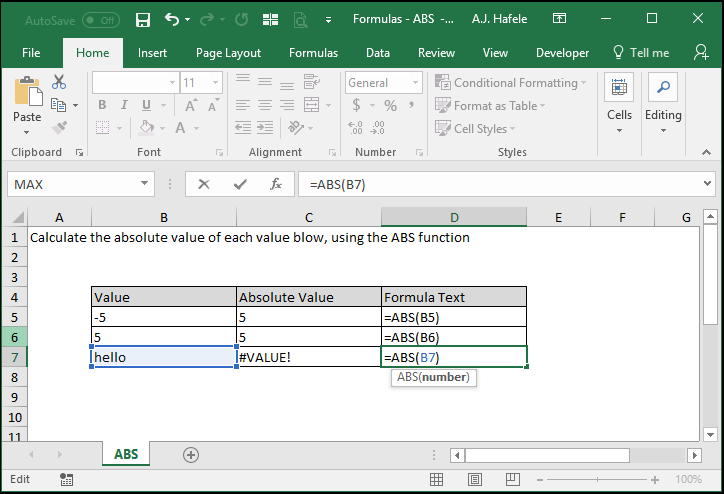 AutoSave Off Formulas - ABS -... A.J. Hafele
File Home Insert Page Layout Formulas Data Review View Developer Tell me
General Conditional Formatting
11
Paste B I U A A $ % , Format as Table Cells Editing
A .00 .0 Cell Styles
Clipboard Font Alignment Number Styles
MAX fx =ABS(B7)
A B C D E F G
1 Calculate the absolute value of each value blow, using the ABS function
2
3
4 Value Absolute Value Formula Text
5 -5 5 =ABS(B5)
6 5 5 =ABS(B6)
7 hello #VALUE! =ABS(B7)
8 ABS(number)
9
10
11
ABS
Edit 100%